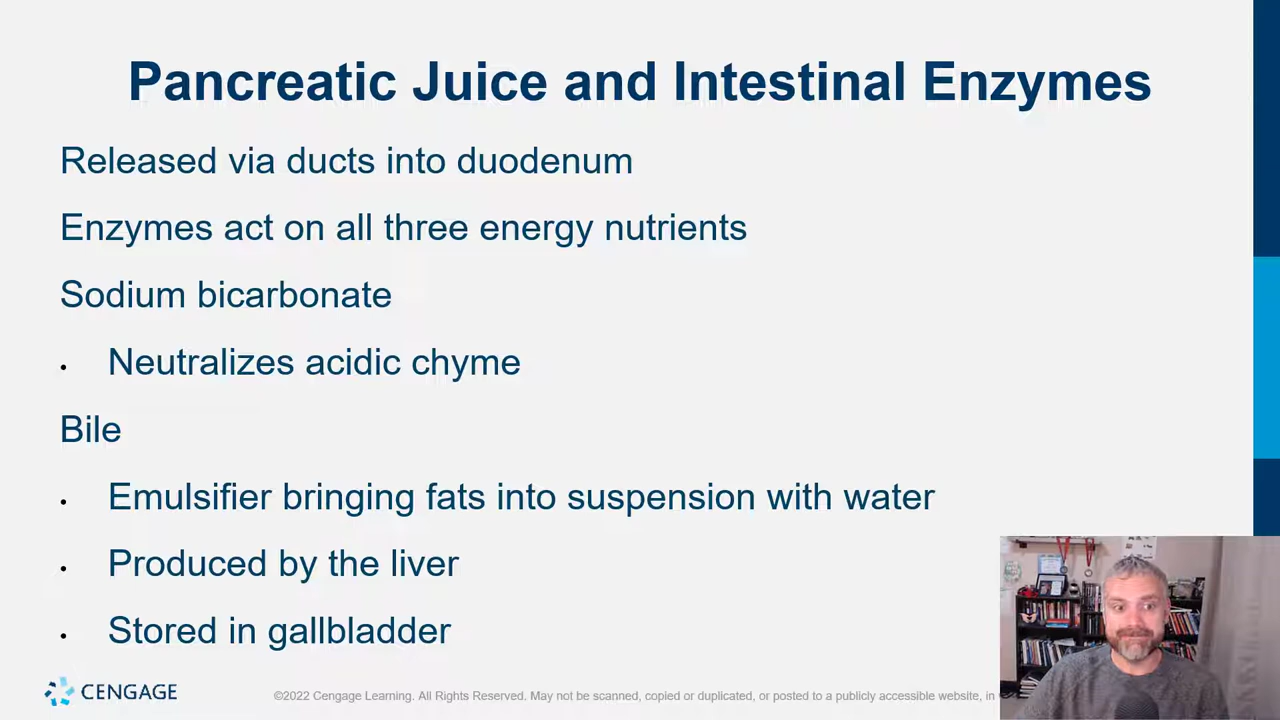 Pancreatic Juice and Intestinal Enzymes
Released via ducts into duodenum
Enzymes act on all three energy nutrients
Sodium bicarbonate
• Neutralizes acidic chyme
Bile
• Emulsifier bringing fats into suspension with water
• Produced by the liver
• Stored in gallbladder
CENGAGE
©2022 Cengage Learning. All Rights Reserved. May not be scanned, copied or duplicated, or posted to a publicly accessible website, in